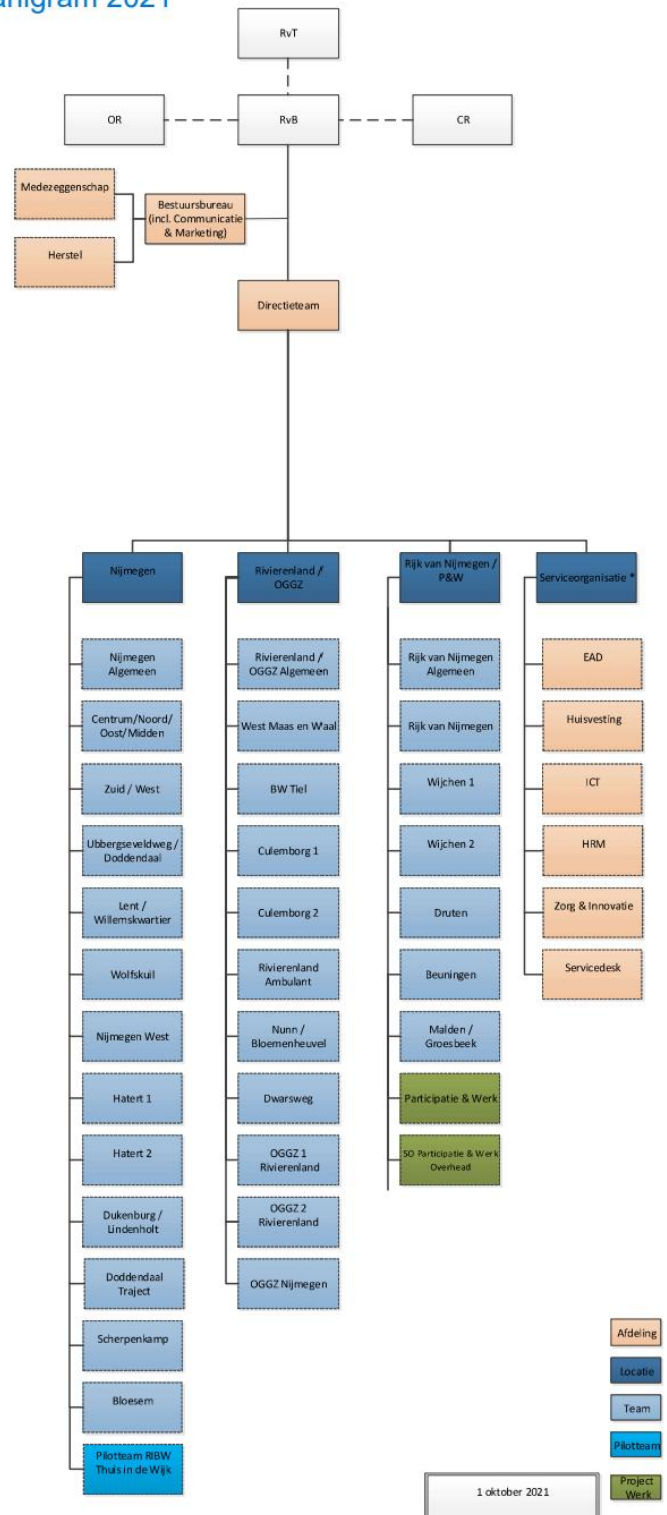 2021
RvT
OR
RvB
CR
Medezeggenschap
Bestuursbureau
(incl. Communicatie
& Marketing)
Herstel
Directieteam
Nijmegen
Rivierenland /
OGGZ
Rijk van Nijmegen /
P&W
Serviceorganisatie *
Nijmegen
Algemeen
Rivierenland /
OGGZ Algemeen
Rijk van Nijmegen
Algemeen
EAD
Centrum/Noord/
Oost/Midden
West Maas en Waal
Rijk van Nijmegen
Huisvesting
Zuid / West
BW Tiel
Wijchen 1
ICT
Ubbergseveldweg /
Doddendaal
Culemborg 1
Wijchen 2
HRM
Lent /
Willemskwartier
Culemborg 2
Druten
Zorg & Innovatie
Wolfskuil
Rivierenland
Ambulant
Beuningen
Servicedesk
Nijmegen West
Nunn /
Bloemenheuvel
Malden /
Groesbeek
Hatert 1
Dwarsweg
Participatie & Werk
Hatert 2
OGGZ 1
Rivierenland
SO Participatie & Werk
Overhead
Dukenburg /
Lindenholt
OGGZ 2
Rivierenland
Doddendaal
Traject
OGGZ Nijmegen
Scherpenkamp
Bloesem
Pilotteam RIBW
Thuis in de Wijk
Afdeling
Locatie
Team
Pilotteam
Project
Werk
1 oktober 2021